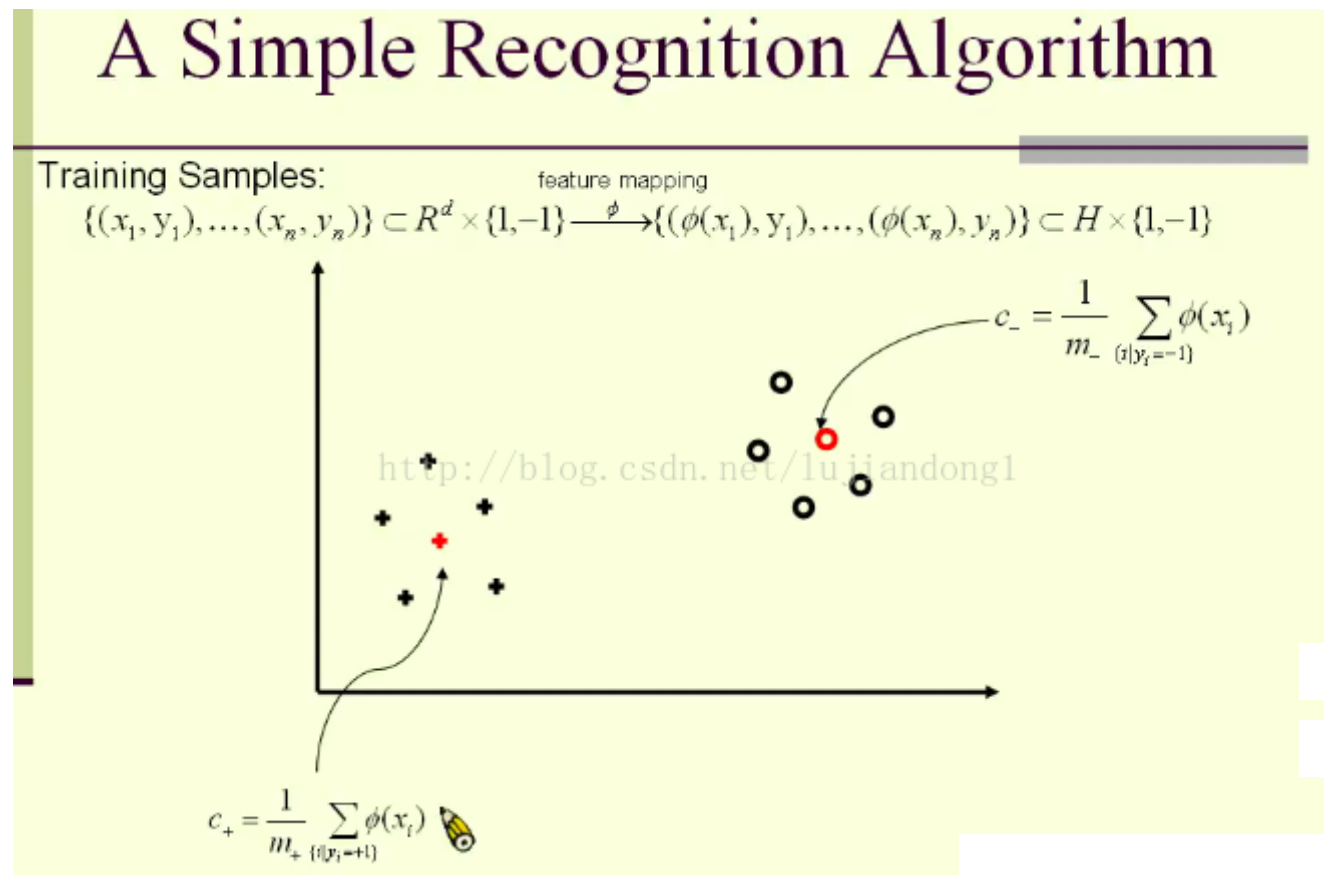 A Simple Recognition Algorithm
Training Samples:
feature mapping
{(x₁, y₁),…,(xₙ, yₙ)} ⊂ R^d × {1,−1} —ϕ→ {(ϕ(x₁), y₁),…,(ϕ(xₙ), yₙ)} ⊂ H × {1,−1}
c₋ = 1/m₋ ∑_{i|yᵢ=−1} ϕ(xᵢ)
http://blog.csdn.net/lujiandong1
c₊ = 1/m₊ ∑_{i|yᵢ=+1} ϕ(xᵢ)